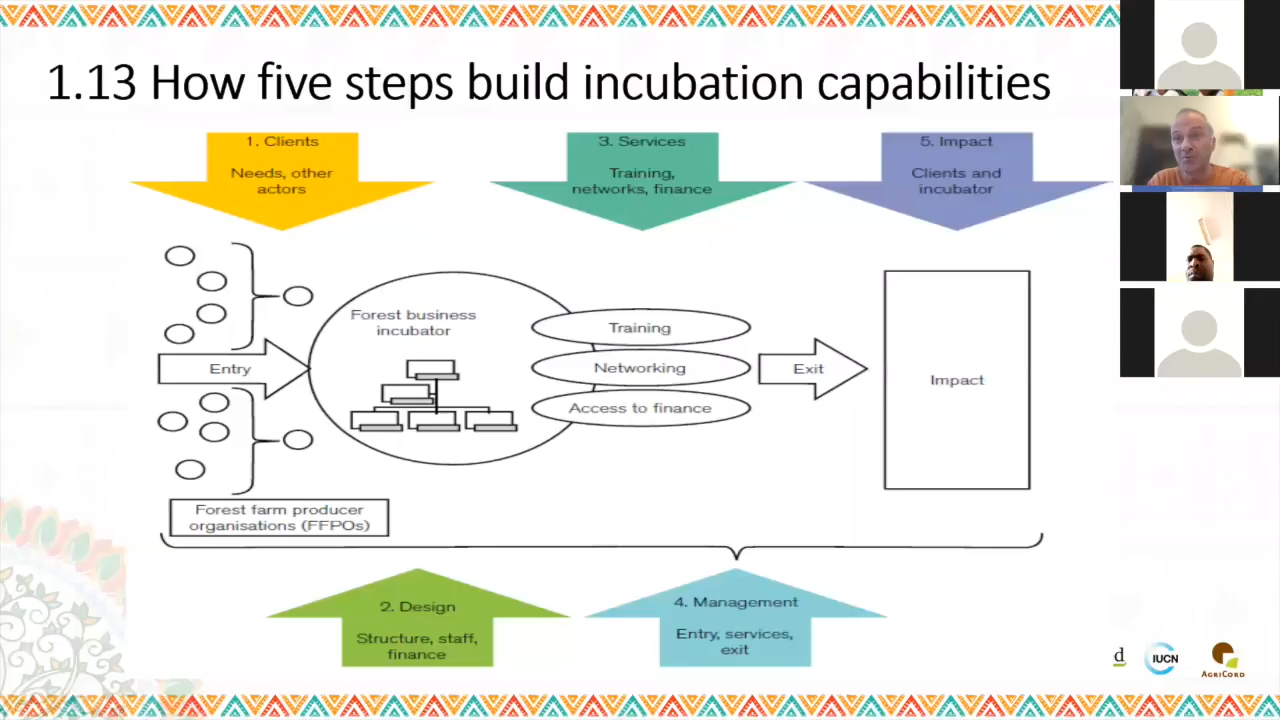 1.13 How five steps build incubation capabilities
1. Clients
Needs, other
actors
3. Services
Training,
networks, finance
5. Impact
Clients and
incubator
Forest business
incubator
Entry
Training
Networking
Access to finance
Exit
Impact
Forest farm producer
organisations (FFPOs)
2. Design
Structure, staff,
finance
4. Management
Entry, services,
exit
d
IUCN
AGRICORD